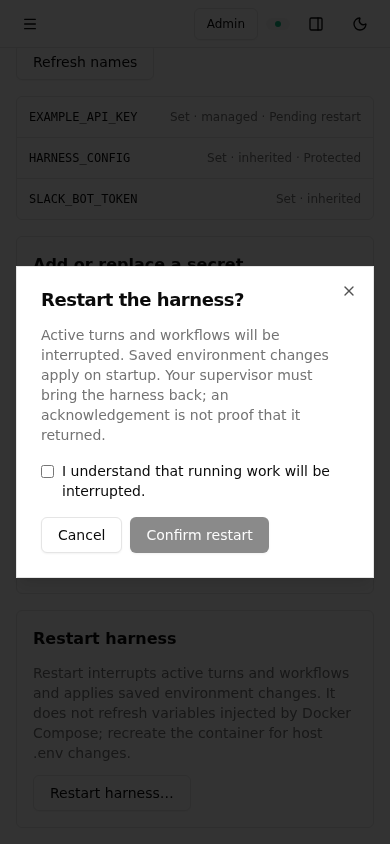 Admin
Refresh names
EXAMPLE_API_KEY Set · managed · Pending restart
HARNESS_CONFIG Set · inherited · Protected
SLACK_BOT_TOKEN Set · inherited
Add or replace a secret
Restart the harness?
Active turns and workflows will be
interrupted. Saved environment changes
apply on startup. Your supervisor must
bring the harness back; an
acknowledgement is not proof that it
returned.
I understand that running work will be
interrupted.
Cancel Confirm restart
Restart harness
Restart interrupts active turns and workflows
and applies saved environment changes. It
does not refresh variables injected by Docker
Compose; recreate the container for host
.env changes.
Restart harness...